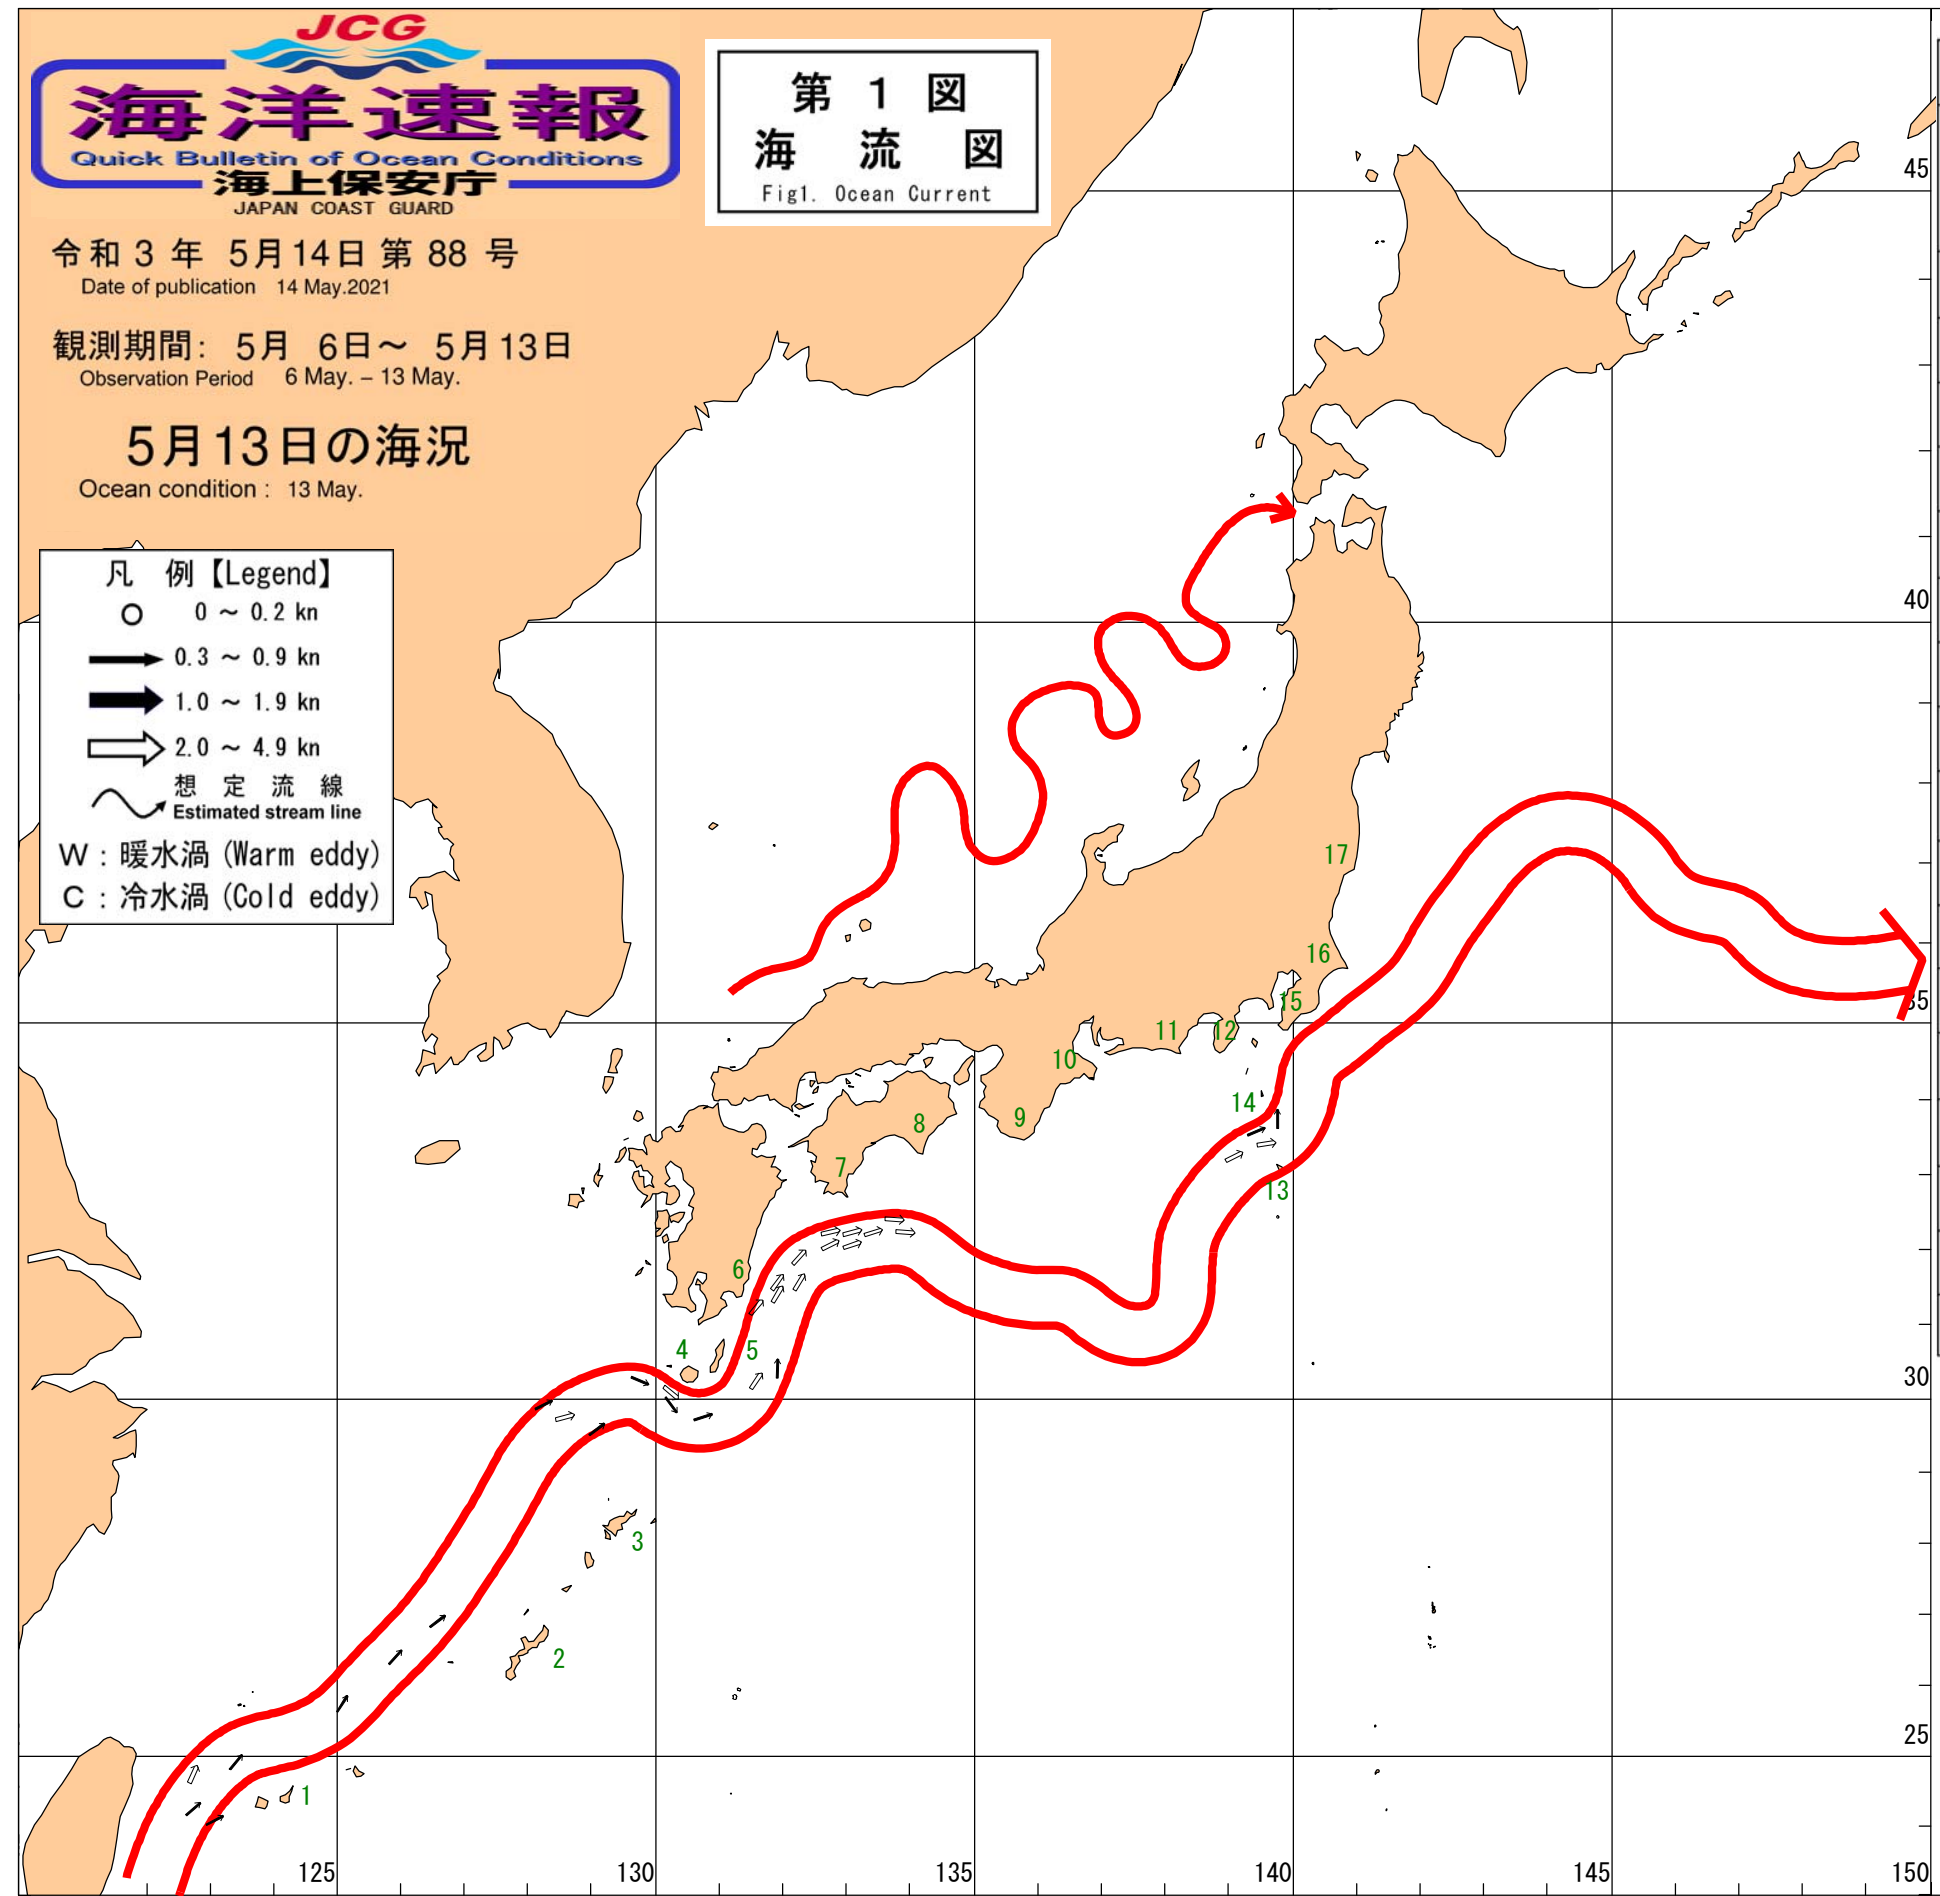 JCG
海洋速報
Quick Bulletin of Ocean Conditions
海上保安庁
JAPAN COAST GUARD
第 1 図
海 流 図
Fig1. Ocean Current
令和 3 年 5月14日 第 88 号
Date of publication 14 May.2021
観測期間: 5月 6日～ 5月13日
Observation Period 6 May. – 13 May.
5月13日の海況
Ocean condition : 13 May.
凡 例【Legend】
0 ～ 0.2 kn
0.3 ～ 0.9 kn
1.0 ～ 1.9 kn
2.0 ～ 4.9 kn
想 定 流 線
Estimated stream line
W : 暖水渦 (Warm eddy)
C : 冷水渦 (Cold eddy)
45
40
17
16
15
35
11
12
10
14
9
8
7
13
6
4
5
30
3
2
25
1
125
130
135
140
145
150